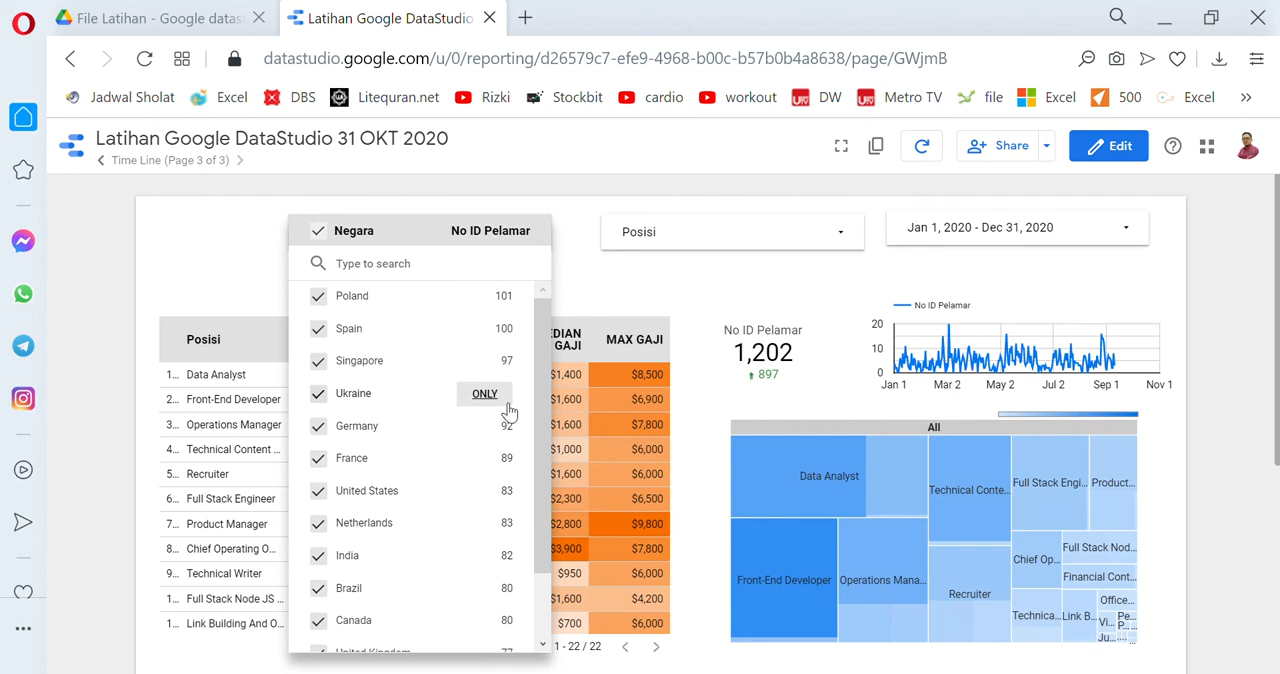 File Latihan - Google datast
Latihan Google DataStudio
datastudio.google.com/u/0/reporting/d26579c7-efe9-4968-b00c-b57b0b4a8638/page/GWjmB
Jadwal Sholat
Excel
DBS
Litequran.net
Rizki
Stockbit
cardio
workout
DW
Metro TV
file
Excel
500
Excel
Latihan Google DataStudio 31 OKT 2020
Time Line (Page 3 of 3)
Share
Edit
Negara No ID Pelamar
Type to search
Poland 101
Spain 100
Singapore 97
Ukraine ONLY
Germany 92
France 89
United States 83
Netherlands 83
India 82
Brazil 80
Canada 80
United Kingdom 77
Posisi
Jan 1, 2020 - Dec 31, 2020
Posisi
GAJI
MAX GAJI
1... Data Analyst $1,400 $8,500
2... Front-End Developer $1,600 $6,900
3... Operations Manager $1,600 $7,800
4... Technical Content ... $1,000 $6,000
5... Recruiter $1,600 $6,000
6... Full Stack Engineer $2,300 $6,500
7... Product Manager $2,800 $9,800
8... Chief Operating O... $3,900 $7,800
9... Technical Writer $950 $6,000
1... Full Stack Node JS ... $1,600 $4,200
1... Link Building And O... $700 $6,000
1 - 22 / 22
No ID Pelamar
1,202
897
No ID Pelamar
20
10
0
Jan 1 Mar 2 May 2 Jul 2 Sep 1 Nov 1
All
Data Analyst
Technical Conte...
Full Stack Engi...
Product...
Front-End Developer
Operations Mana...
Recruiter
Chief Op...
Full Stack Nod...
Financial Cont...
Technica...
Link B...
Office...
Vi...
Pe...
P...
Ju...